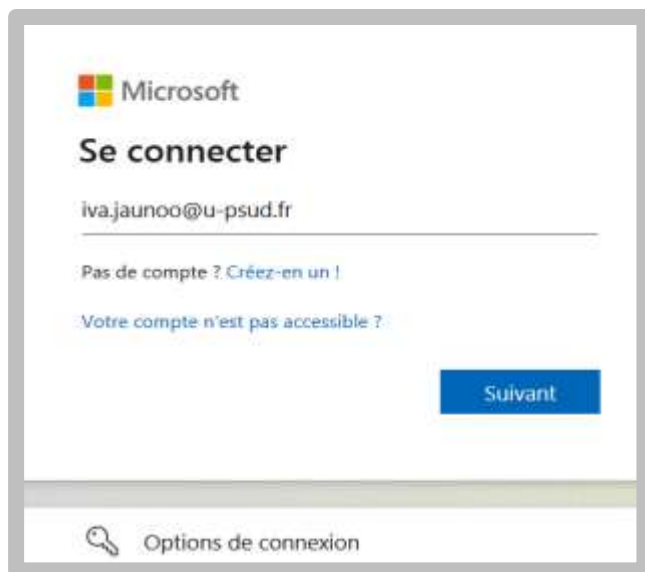 Microsoft
Se connecter
iva.jaunoo@u-psud.fr
Pas de compte ? Créez-en un !
Votre compte n'est pas accessible ?
Suivant
Options de connexion